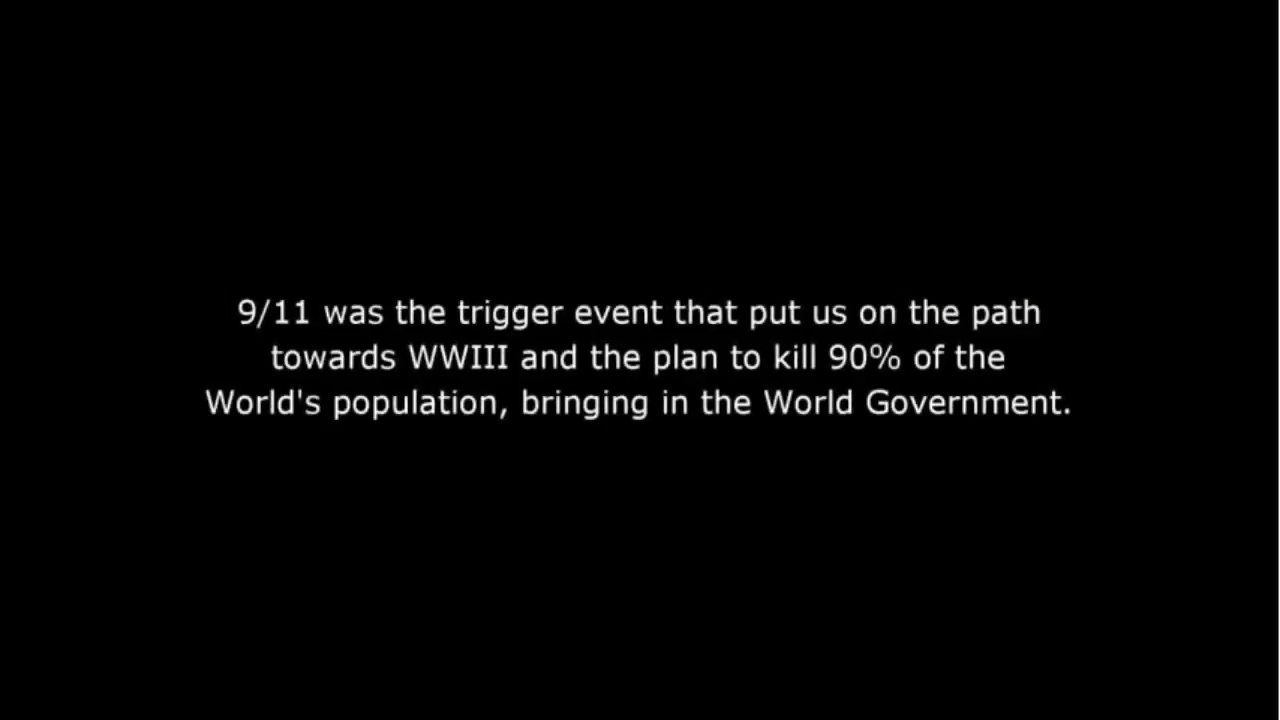 9/11 was the trigger event that put us on the path
towards WWIII and the plan to kill 90% of the
World's population, bringing in the World Government.